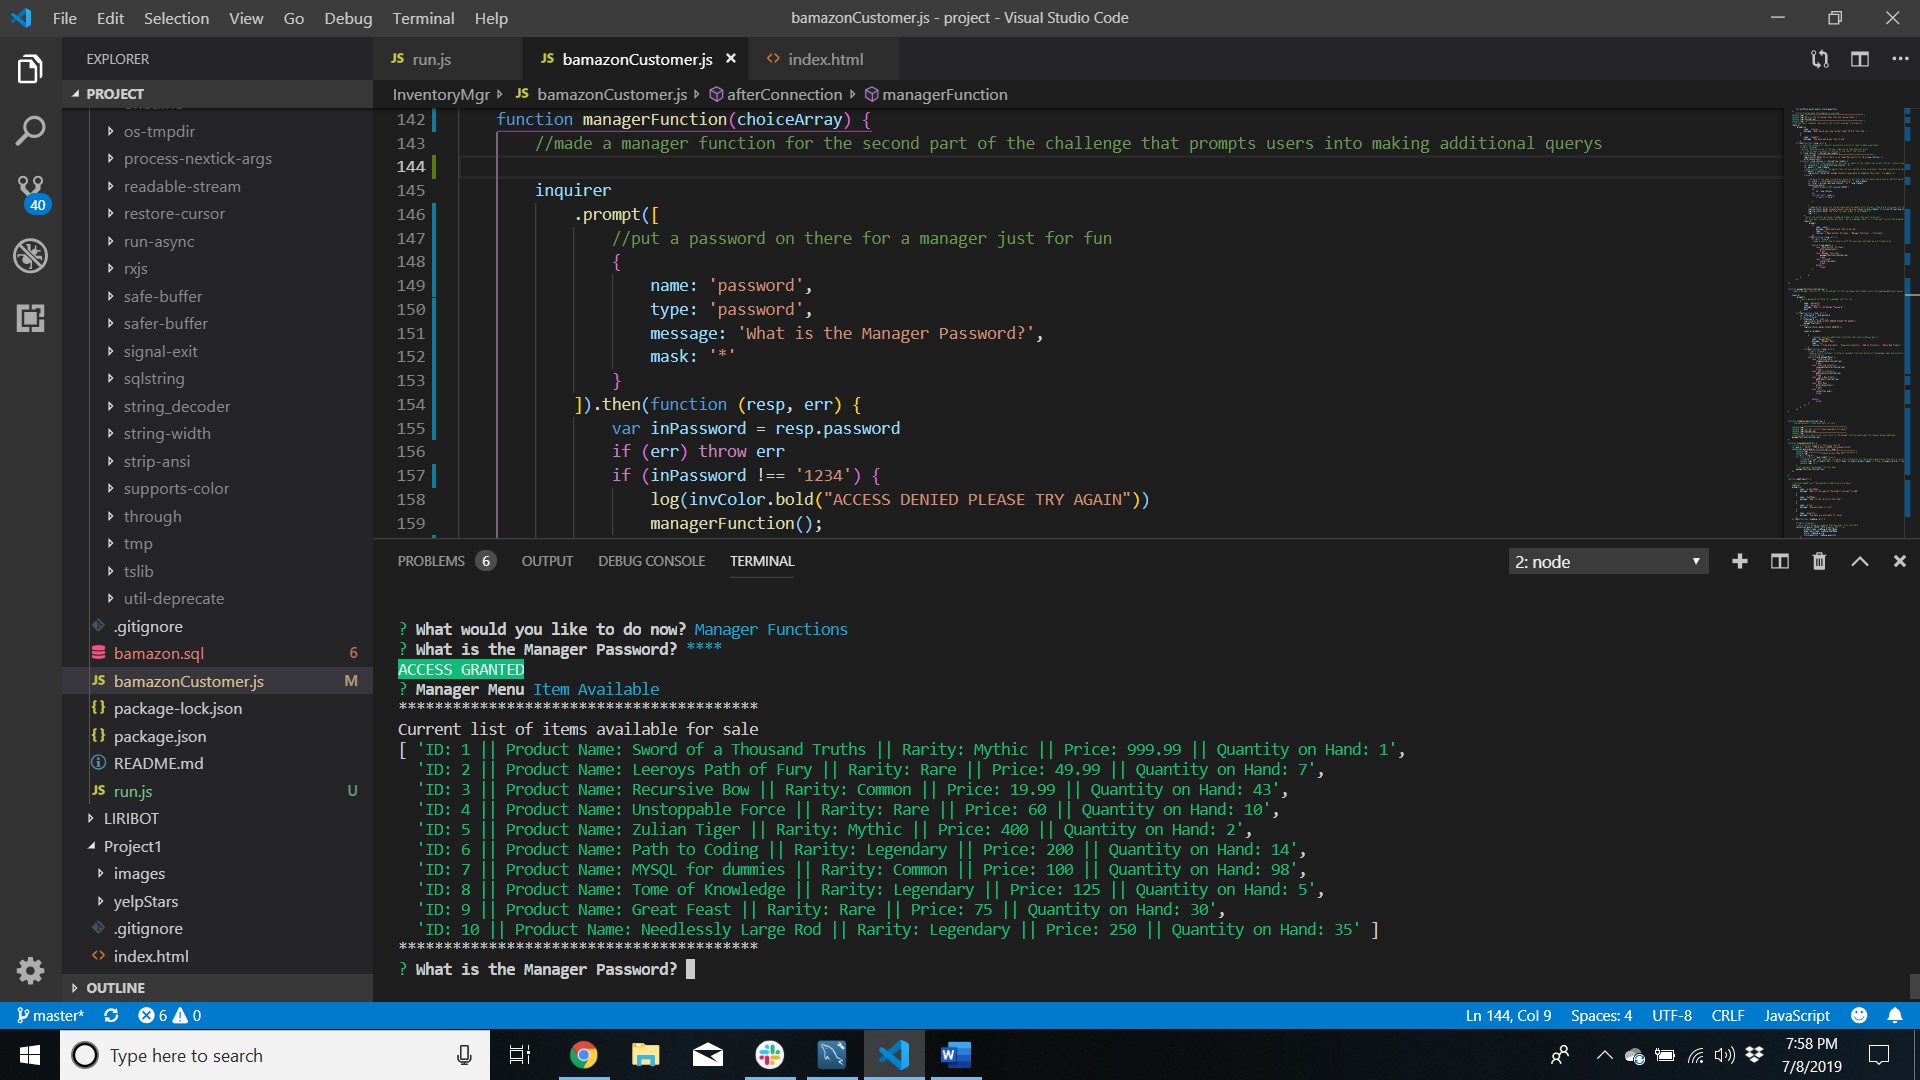 File Edit Selection View Go Debug Terminal Help
bamazonCustomer.js - project - Visual Studio Code
EXPLORER
PROJECT
os-tmpdir
process-nextick-args
readable-stream
restore-cursor
run-async
rxjs
safe-buffer
safer-buffer
signal-exit
sqlstring
string_decoder
string-width
strip-ansi
supports-color
through
tmp
tslib
util-deprecate
.gitignore
bamazon.sql 6
JS bamazonCustomer.js M
{} package-lock.json
{} package.json
README.md
JS run.js U
LIRIBOT
Project1
images
yelpStars
.gitignore
<> index.html
OUTLINE
40
JS run.js JS bamazonCustomer.js × <> index.html
InventoryMgr JS bamazonCustomer.js afterConnection managerFunction
142 function managerFunction(choiceArray) {
143 //made a manager function for the second part of the challenge that prompts users into making additional querys
144
145 inquirer
146 .prompt([
147 //put a password on there for a manager just for fun
148 {
149 name: 'password',
150 type: 'password',
151 message: 'What is the Manager Password?',
152 mask: '*'
153 }
154 ]).then(function (resp, err) {
155 var inPassword = resp.password
156 if (err) throw err
157 if (inPassword !== '1234') {
158 log(invColor.bold("ACCESS DENIED PLEASE TRY AGAIN"))
159 managerFunction();
PROBLEMS 6 OUTPUT DEBUG CONSOLE TERMINAL
2: node
? What would you like to do now? Manager Functions
? What is the Manager Password? ****
ACCESS GRANTED
? Manager Menu Item Available
****************************************
Current list of items available for sale
[ 'ID: 1 || Product Name: Sword of a Thousand Truths || Rarity: Mythic || Price: 999.99 || Quantity on Hand: 1',
'ID: 2 || Product Name: Leeroys Path of Fury || Rarity: Rare || Price: 49.99 || Quantity on Hand: 7',
'ID: 3 || Product Name: Recursive Bow || Rarity: Common || Price: 19.99 || Quantity on Hand: 43',
'ID: 4 || Product Name: Unstoppable Force || Rarity: Rare || Price: 60 || Quantity on Hand: 10',
'ID: 5 || Product Name: Zulian Tiger || Rarity: Mythic || Price: 400 || Quantity on Hand: 2',
'ID: 6 || Product Name: Path to Coding || Rarity: Legendary || Price: 200 || Quantity on Hand: 14',
'ID: 7 || Product Name: MYSQL for dummies || Rarity: Common || Price: 100 || Quantity on Hand: 98',
'ID: 8 || Product Name: Tome of Knowledge || Rarity: Legendary || Price: 125 || Quantity on Hand: 5',
'ID: 9 || Product Name: Great Feast || Rarity: Rare || Price: 75 || Quantity on Hand: 30',
'ID: 10 || Product Name: Needlessly Large Rod || Rarity: Legendary || Price: 250 || Quantity on Hand: 35' ]
****************************************
? What is the Manager Password?
master* 6 0
Ln 144, Col 9 Spaces: 4 UTF-8 CRLF JavaScript
Type here to search
7:58 PM
7/8/2019